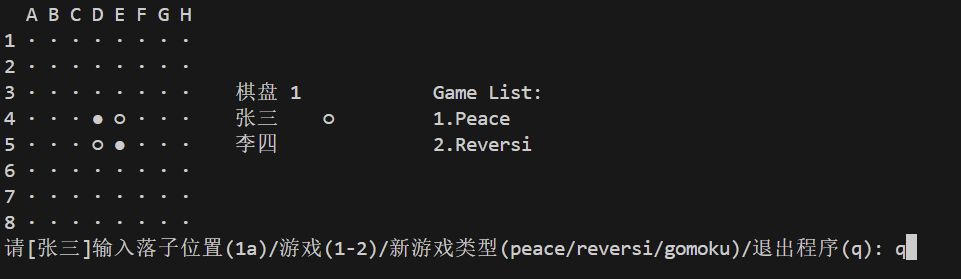 A B C D E F G H
1 · · · · · · · ·
2 · · · · · · · ·
3 · · · · · · · · 棋盘 1 Game List:
4 · · · ● ○ · · · 张三 ○ 1.Peace
5 · · · ○ ● · · · 李四 2.Reversi
6 · · · · · · · ·
7 · · · · · · · ·
8 · · · · · · · ·
请[张三]输入落子位置(1a)/游戏(1-2)/新游戏类型(peace/reversi/gomoku)/退出程序(q): q